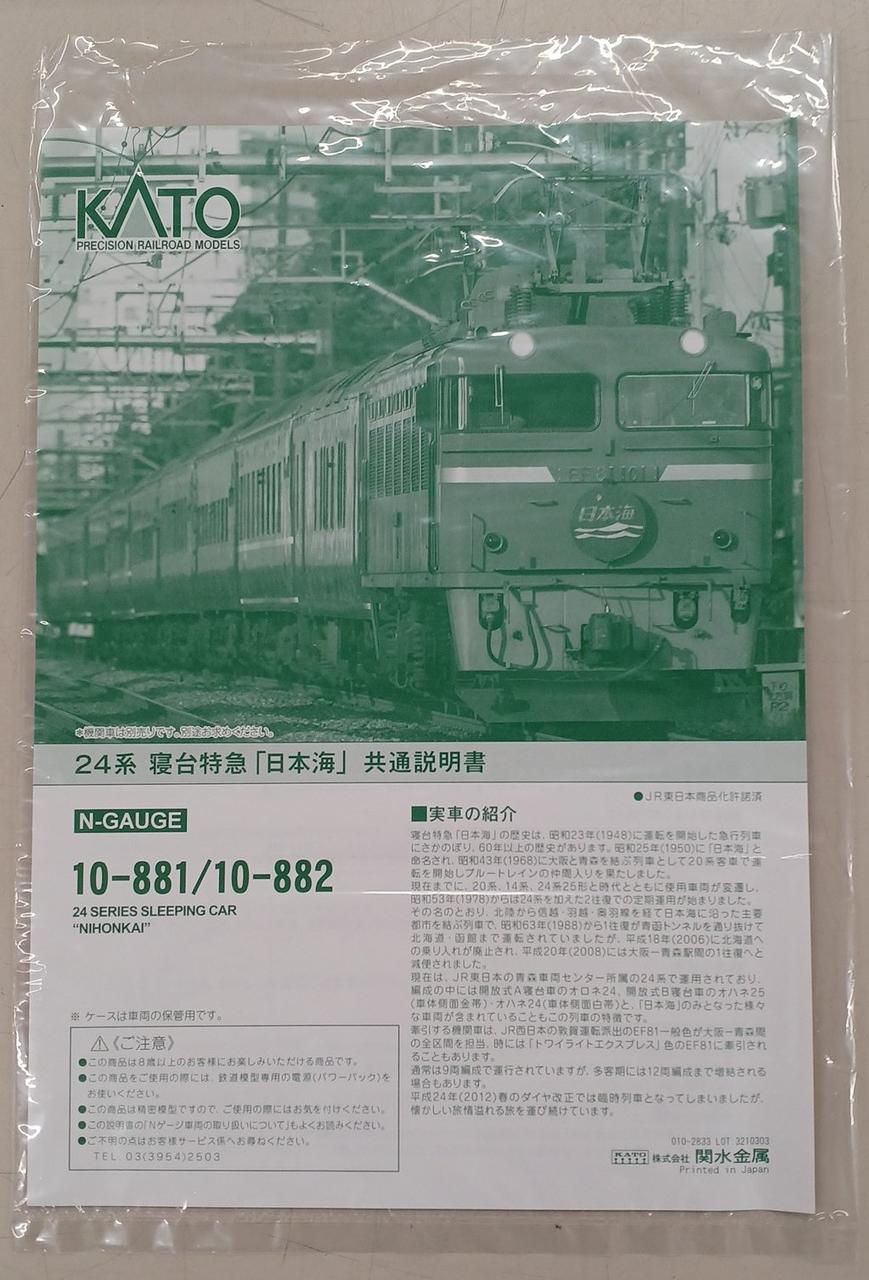 KATO
PRECISION RAILROAD MODELS
EF81 101
日本海
*機関車は別売りです。別途お求めください。
24系 寝台特急「日本海」 共通説明書
●JR東日本商品化許諾済
N-GAUGE
10-881/10-882
24 SERIES SLEEPING CAR
“NIHONKAI”
※ ケースは車両の保管用です。
⚠《ご注意》
●この商品は8歳以上のお客様にお楽しみいただける商品です。
●この商品をご使用の際には、鉄道模型専用の電源(パワーパック)を
お使いください。
●この商品は精密模型ですので、ご使用の際にはお気を付けください。
●この説明書の「Nゲージ車両の取り扱いについて」もよくお読みください。
●ご不明の点はお客様サービス係へお尋ねください。
TEL.03(3954)2503
■実車の紹介
寝台特急「日本海」の歴史は、昭和23年(1948)に運転を開始した急行列車
にさかのぼり、60年以上の歴史があります。昭和25年(1950)に「日本海」と
命名され、昭和43年(1968)に大阪と青森を結ぶ列車として20系客車で運
転を開始しブルートレインの仲間入りを果たしました。
現在までに、20系、14系、24系25形と時代とともに使用車両が変遷し、
昭和53年(1978)からは24系を加えた2往復での定期運用が始まりました。
その名のとおり、北陸から信越・羽越・奥羽線を経て日本海に沿った主要
都市を結ぶ列車で、昭和63年(1988)から1往復が青函トンネルを通り抜けて
北海道・函館まで運転されていましたが、平成18年(2006)に北海道へ
の乗り入れが廃止され、平成20年(2008)には大阪ー青森駅間の1往復へと
減便されました。
現在は、JR東日本の青森車両センター所属の24系で運用されており、
編成の中には開放式A寝台車のオロネ24、開放式B寝台車のオハネ25
(車体側面金帯)・オハネ24(車体側面白帯)と、「日本海」のみとなった様々
な車両が含まれていることもこの列車の特徴です。
牽引する機関車は、JR西日本の敦賀運転派出のEF81一般色が大阪ー青森間
の全区間を担当、時には「トワイライトエクスプレス」色のEF81に牽引され
ることもあります。
通常は9両編成で運行されていますが、多客期には12両編成まで増結される
場合もあります。
平成24年(2012)春のダイヤ改正では臨時列車となってしまいましたが、
懐かしい旅情溢れる旅を運び続けています。
010-2833 LOT 3210303
KATO 株式会社 関水金属
Printed in Japan